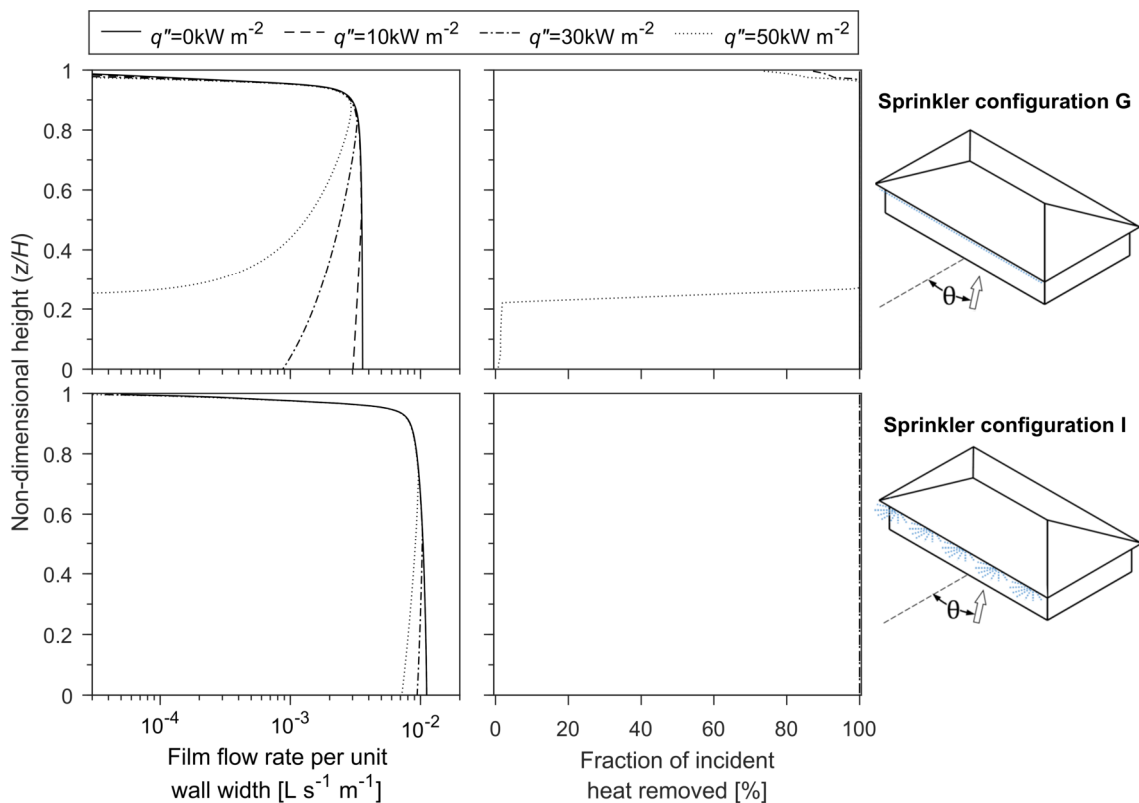 q″=0kW m⁻² q″=10kW m⁻² q″=30kW m⁻² q″=50kW m⁻²
1
0.8
0.6
0.4
0.2
0
1
0.8
0.6
0.4
0.2
0
Non-dimensional height (z/H)
10⁻⁴ 10⁻³ 10⁻²
Film flow rate per unit
wall width [L s⁻¹ m⁻¹]
0 20 40 60 80 100
Fraction of incident
heat removed [%]
Sprinkler configuration G
θ
Sprinkler configuration I
θ